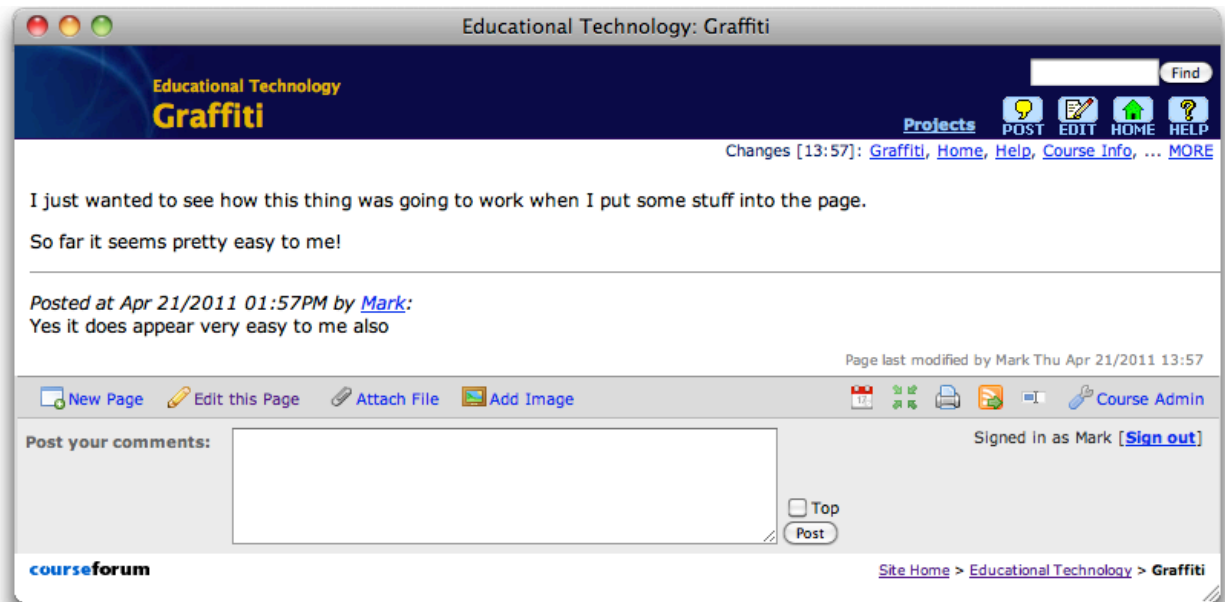 Educational Technology: Graffiti
Find
Educational Technology
Graffiti
Projects POST EDIT HOME HELP
Changes [13:57]: Graffiti, Home, Help, Course Info, ... MORE
I just wanted to see how this thing was going to work when I put some stuff into the page.
So far it seems pretty easy to me!
Posted at Apr 21/2011 01:57PM by Mark:
Yes it does appear very easy to me also
Page last modified by Mark Thu Apr 21/2011 13:57
New Page Edit this Page Attach File Add Image 12 Course Admin
Post your comments: Signed in as Mark [Sign out]
Top
Post
courseforum Site Home > Educational Technology > Graffiti